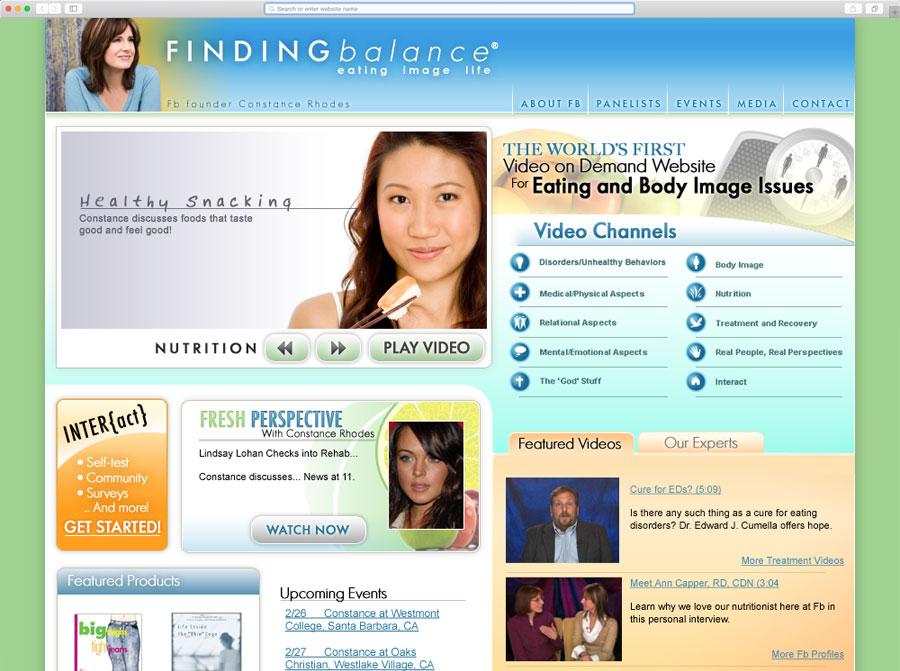 Search or enter website name
FINDINGbalance®
eating image life
Fb founder Constance Rhodes
ABOUT FB
PANELISTS
EVENTS
MEDIA
CONTACT
Healthy Snacking
Constance discusses foods that taste
good and feel good!
NUTRITION
PLAY VIDEO
THE WORLD'S FIRST
Video on Demand Website
For Eating and Body Image Issues
Video Channels
Disorders/Unhealthy Behaviors
Medical/Physical Aspects
Relational Aspects
Mental/Emotional Aspects
The 'God' Stuff
Body Image
Nutrition
Treatment and Recovery
Real People, Real Perspectives
Interact
INTER{act}
• Self-test
• Community
• Surveys
... And more!
GET STARTED!
FRESH PERSPECTIVE
With Constance Rhodes
Lindsay Lohan Checks into Rehab...
Constance discusses... News at 11.
WATCH NOW
Featured Videos
Our Experts
Cure for EDs? (5:09)
Is there any such thing as a cure for eating
disorders? Dr. Edward J. Cumella offers hope.
More Treatment Videos
Meet Ann Capper, RD, CDN (3:04
Learn why we love our nutritionist here at Fb in
this personal interview.
More Fb Profiles
Featured Products
big
tight
Life Inside
the "Thin" Cage
Upcoming Events
2/26 Constance at Westmont
College, Santa Barbara, CA
2/27 Constance at Oaks
Christian, Westlake Village, CA